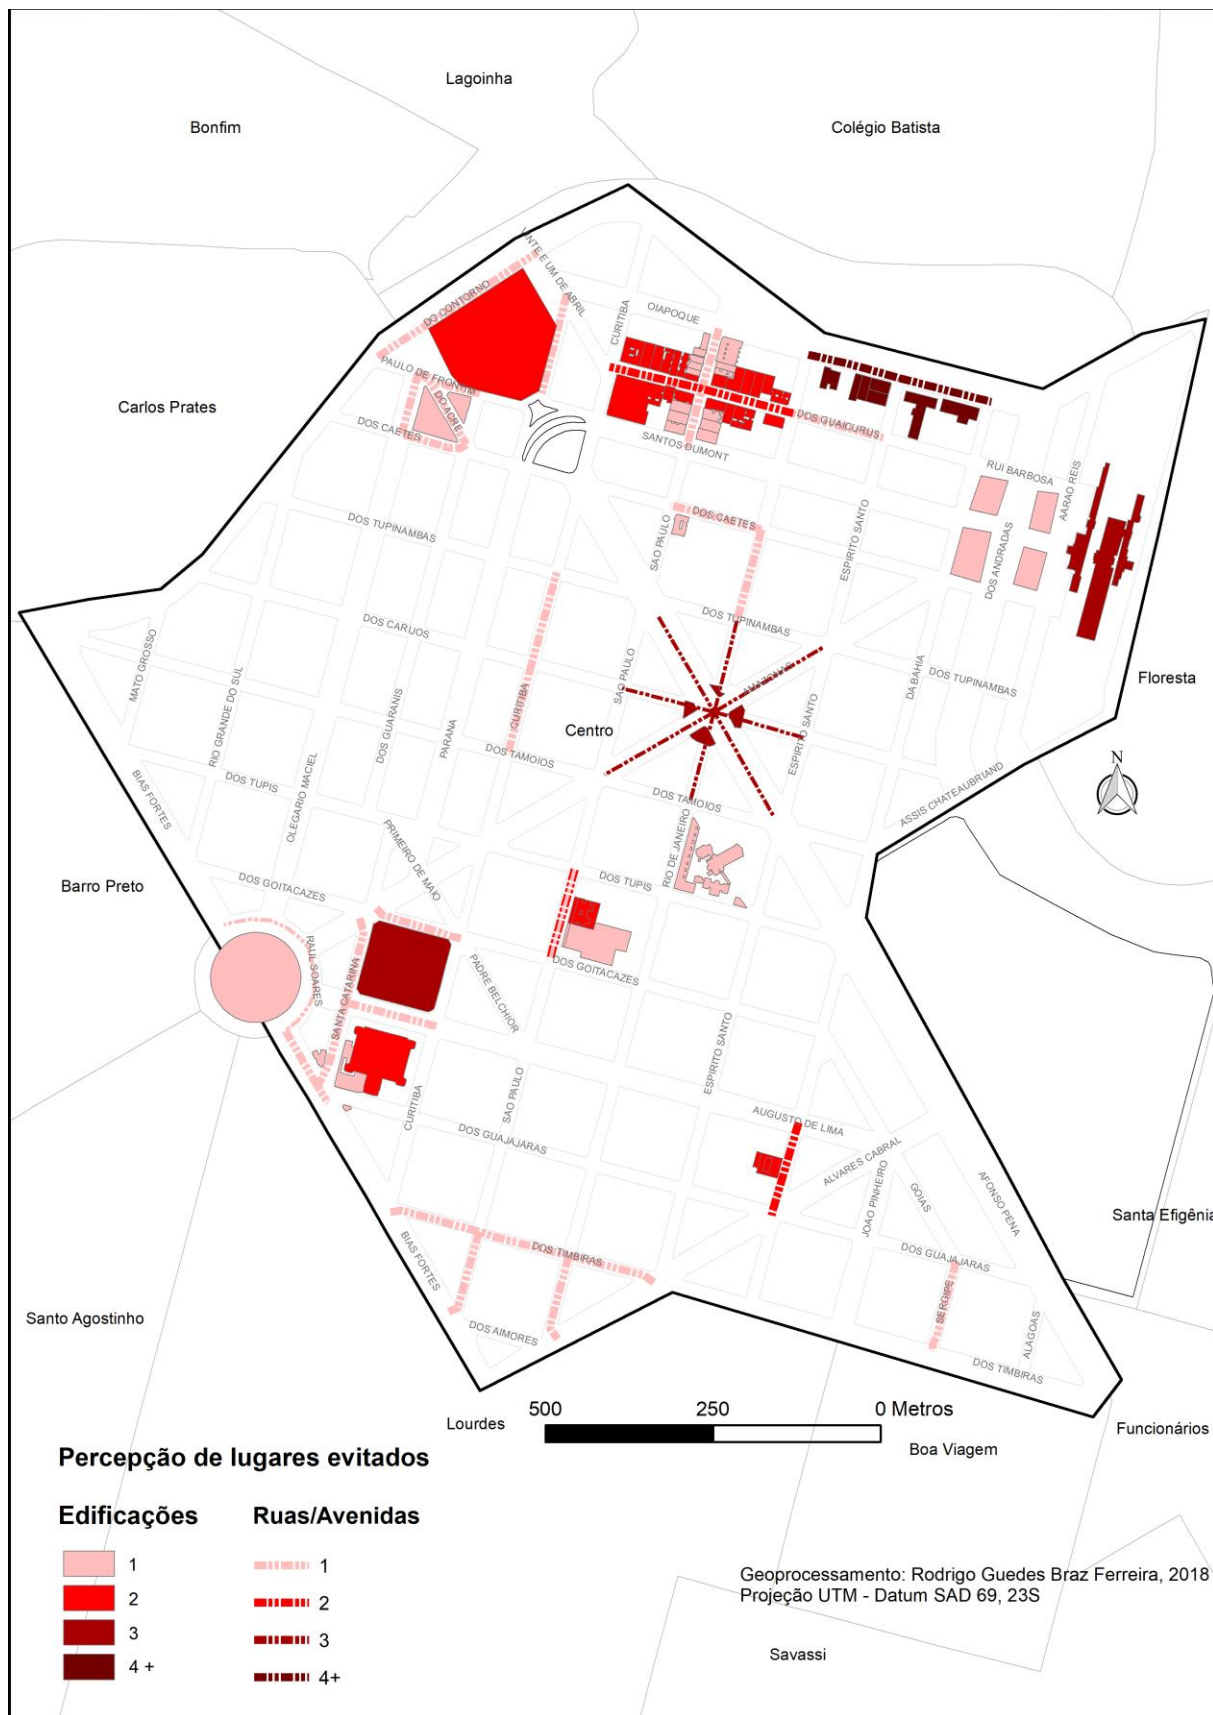 Lagoinha
Bonfim
Colégio Batista
VINTE E UM DE ABRIL
DO CONTORNO
OIAPOQUE
CURITIBA
PAULO DE FRONTIM
Carlos Prates
DO ACRE
DOS CAETES
DOS GUAICURUS
SANTOS DUMONT
RUI BARBOSA
AARAO REIS
DOS TUPINAMBAS
DOS CAETES
SAO PAULO
ESPIRITO SANTO
DOS ANDRADAS
DOS CARIJOS
DOS TUPINAMBAS
MATO GROSSO
RIO GRANDE DO SUL
SAO PAULO
AMAZONAS
DA BAHIA
DOS TUPINAMBAS
Floresta
CURITIBA
DOS GUARANIS
PARANA
Centro
ESPIRITO SANTO
DOS TAMOIOS
N
OLEGARIO MACIEL
DOS TUPIS
BIAS FORTES
DOS TAMOIOS
ASSIS CHATEAUBRIAND
PRIMEIRO DE MAIO
RIO DE JANEIRO
Barro Preto
DOS GOITACAZES
DOS TUPIS
RAUL SOARES
SANTA CATARINA
PADRE BELCHIOR
DOS GOITACAZES
ESPIRITO SANTO
SAO PAULO
CURITIBA
AUGUSTO DE LIMA
DOS GUAJAJARAS
ALVARES CABRAL
JOAO PINHEIRO
GOIAS
AFONSO PENA
Santa Efigênia
BIAS FORTES
DOS TIMBIRAS
DOS GUAJAJARAS
SERGIPE
Santo Agostinho
DOS AIMORES
ALAGOAS
DOS TIMBIRAS
500 250 0 Metros
Lourdes
Boa Viagem
Funcionários
Percepção de lugares evitados
Edificações
Ruas/Avenidas
1
2
3
4 +
1
2
3
4+
Geoprocessamento: Rodrigo Guedes Braz Ferreira, 2018
Projeção UTM - Datum SAD 69, 23S
Savassi